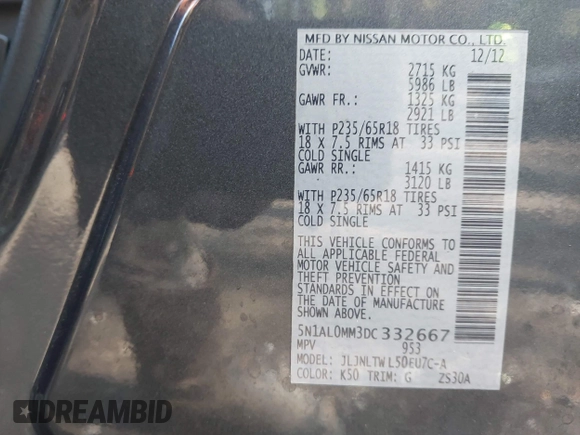 MFD BY NISSAN MOTOR CO., LTD.
DATE: 12/12
GVWR: 2715 KG
5986 LB
GAWR FR.: 1325 KG
2921 LB
WITH P235/65R18 TIRES
18 X 7.5 RIMS AT 33 PSI
COLD SINGLE
GAWR RR.: 1415 KG
3120 LB
WITH P235/65R18 TIRES
18 X 7.5 RIMS AT 33 PSI
COLD SINGLE
THIS VEHICLE CONFORMS TO
ALL APPLICABLE FEDERAL
MOTOR VEHICLE SAFETY AND
THEFT PREVENTION
STANDARDS IN EFFECT ON
THE DATE OF MANUFACTURE
SHOWN ABOVE.
5N1AL0MM3DC332667
MPV 953
MODEL: JLJNLTWL50EU7C-A
COLOR: K50 TRIM: G ZS30A
DREAMBID